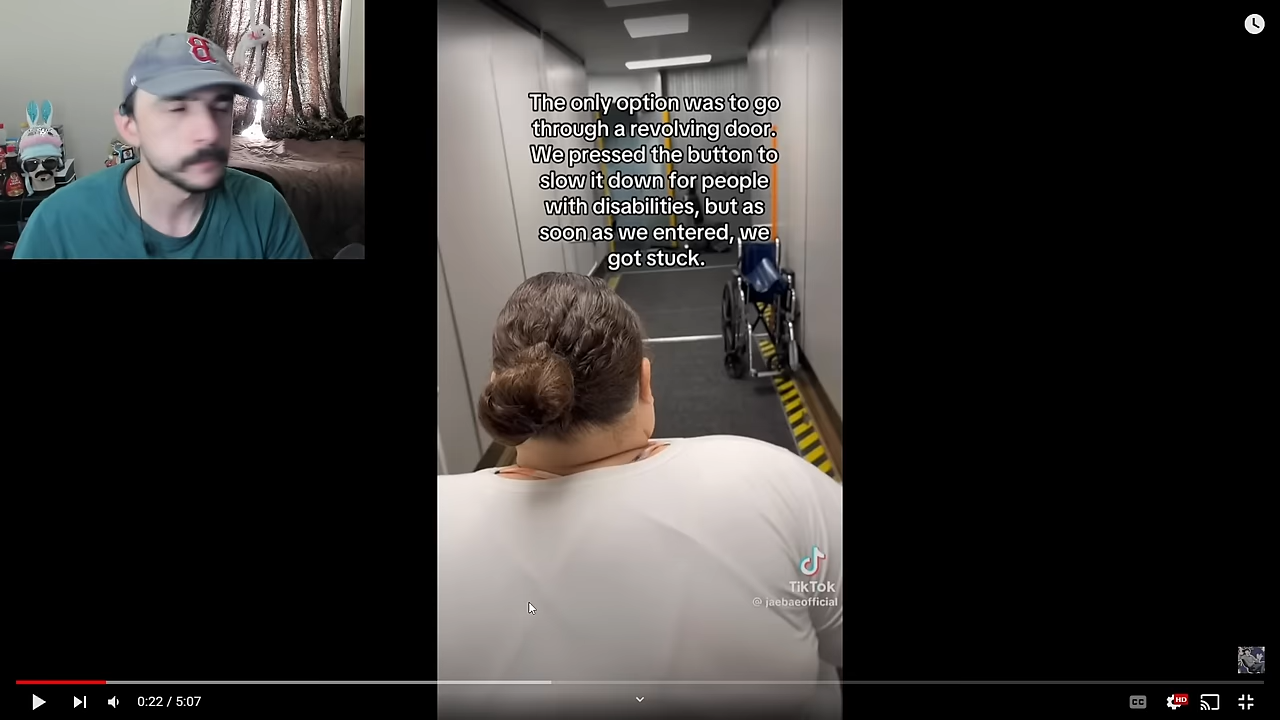 B
The only option was to go
through a revolving door.
We pressed the button to
slow it down for people
with disabilities, but as
soon as we entered, we
got stuck.
TikTok
@ jaebaeofficial
0:22 / 5:07
CC
HD